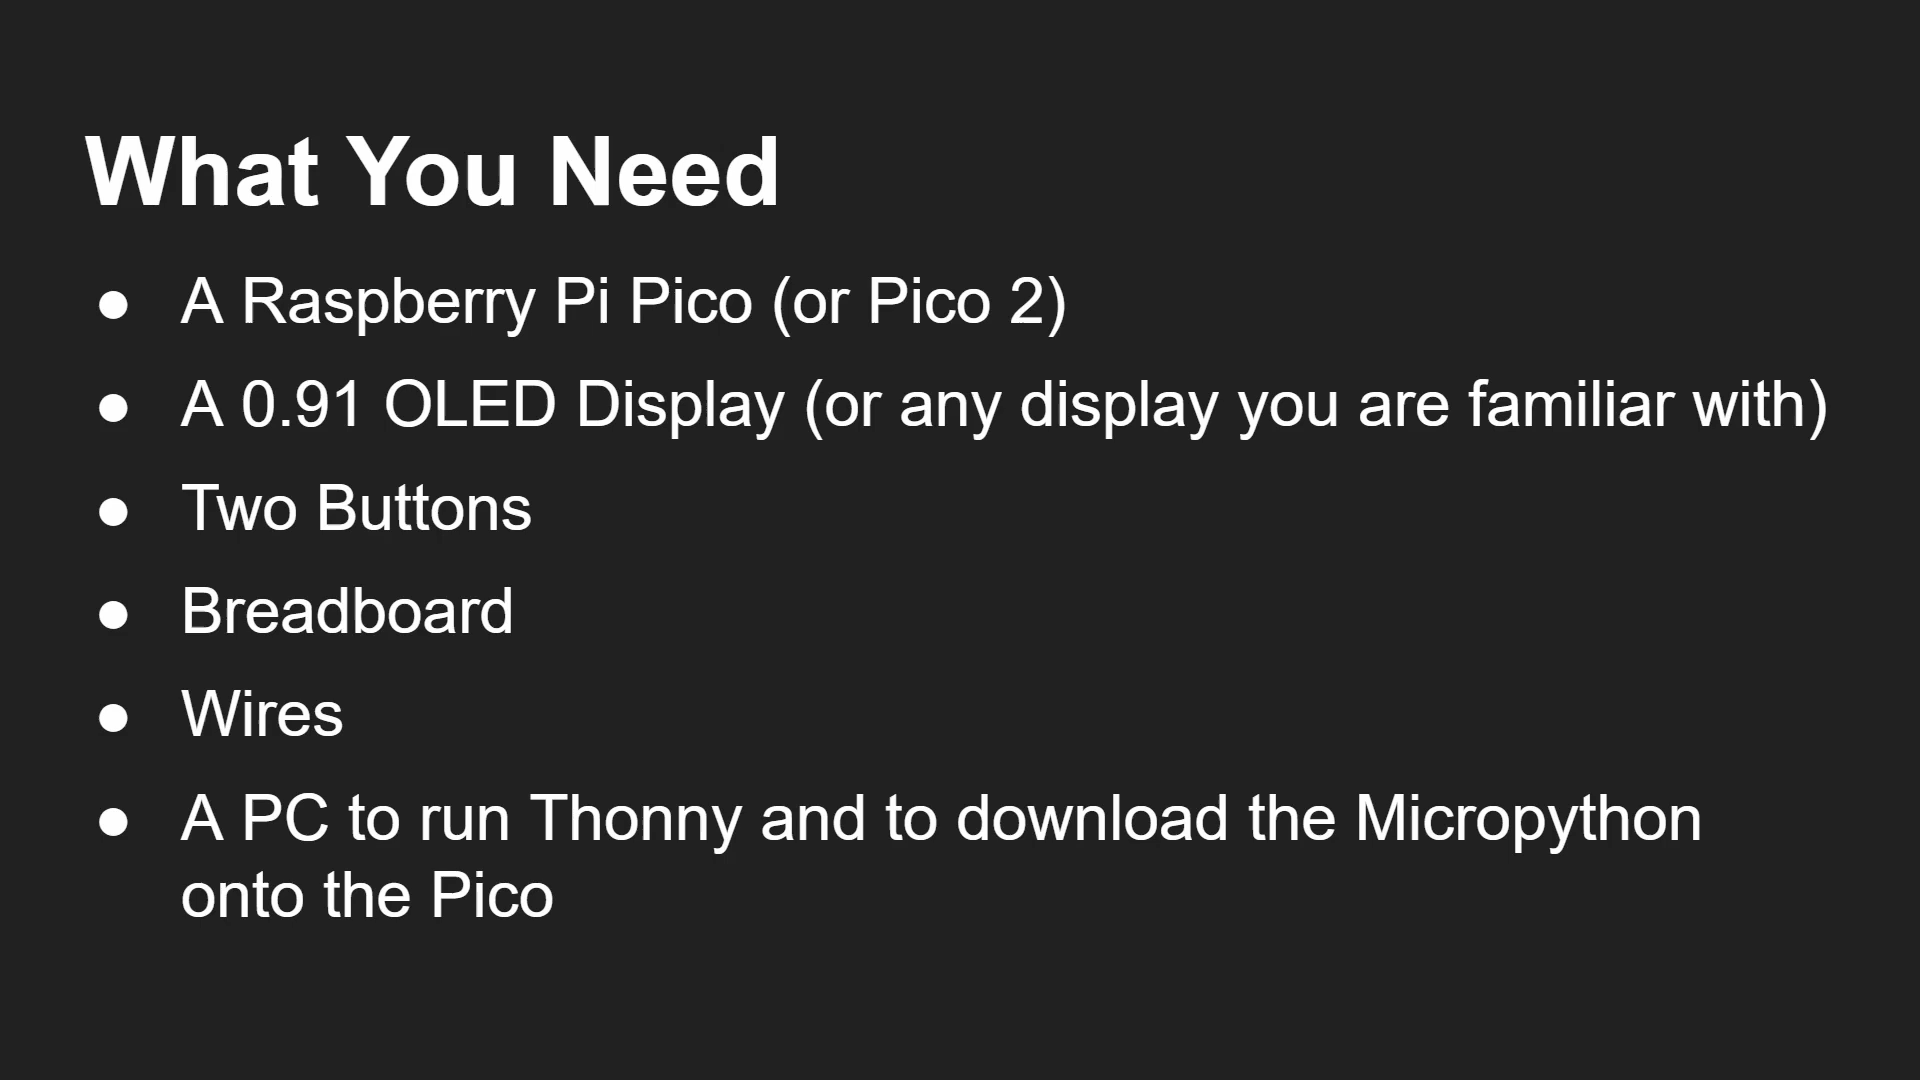 What You Need
● A Raspberry Pi Pico (or Pico 2)
● A 0.91 OLED Display (or any display you are familiar with)
● Two Buttons
● Breadboard
● Wires
● A PC to run Thonny and to download the Micropython
onto the Pico